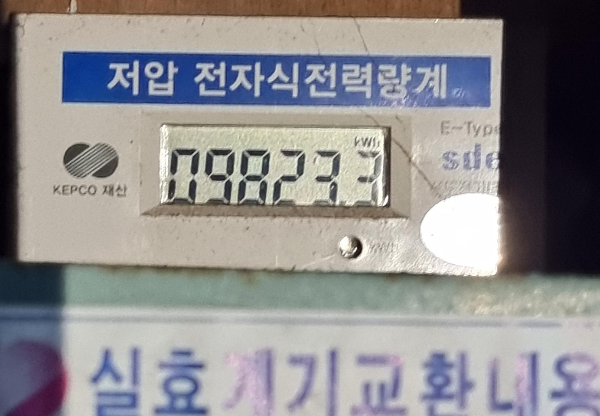 저압 전자식전력량계
kWh
09823.3
KEPCO 재산
E-Type
sde
실효계기교환내용